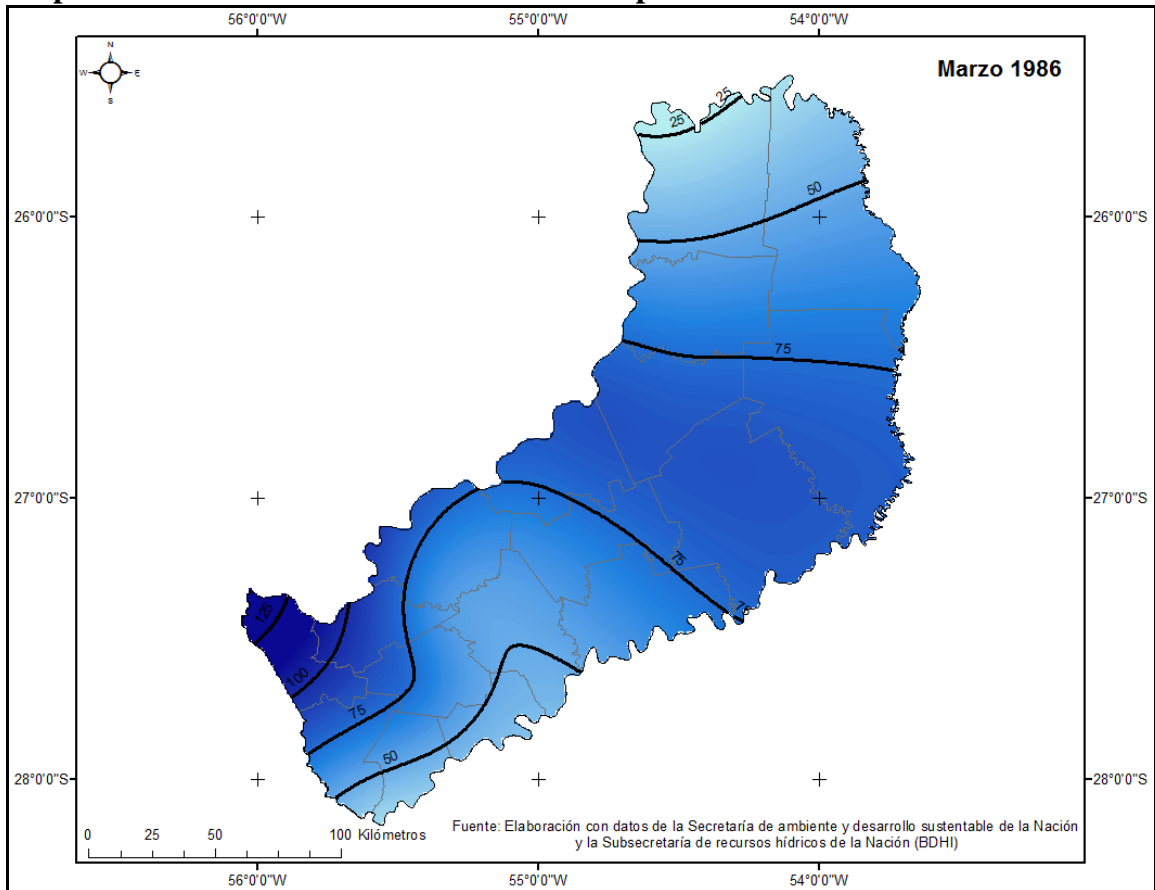 56°0'0"W 55°0'0"W 54°0'0"W
N
W E
S
Marzo 1986
25
25
50
26°0'0"S 26°0'0"S
75
27°0'0"S 27°0'0"S
75
125
100
75
50
28°0'0"S 28°0'0"S
0 25 50 100 Kilómetros
Fuente: Elaboración con datos de la Secretaría de ambiente y desarrollo sustentable de la Nación
y la Subsecretaría de recursos hídricos de la Nación (BDHI)
56°0'0"W 55°0'0"W 54°0'0"W